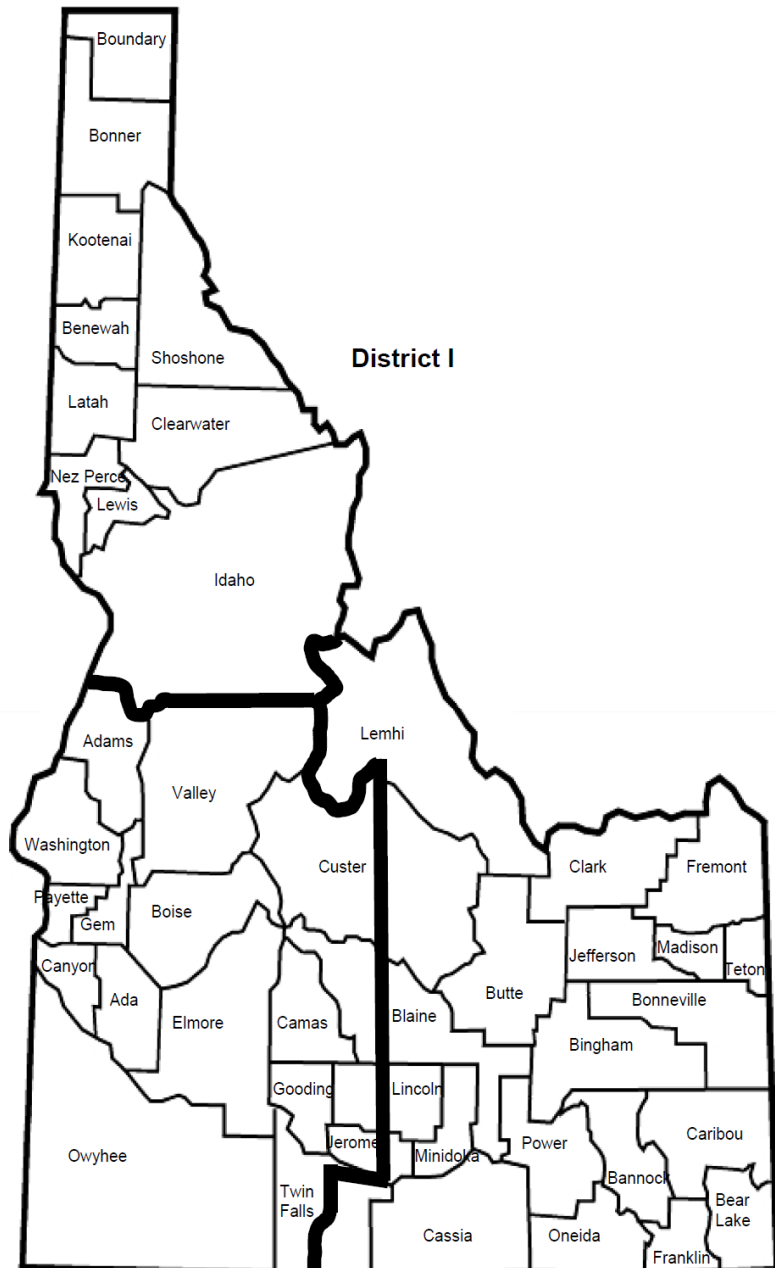 Boundary
Bonner
Kootenai
Benewah
Shoshone
District I
Latah
Clearwater
Nez Perce
Lewis
Idaho
Lemhi
Adams
Valley
Washington
Custer
Clark
Fremont
Payette
Boise
Gem
Madison
Jefferson
Canyon
Teton
Ada
Butte
Bonneville
Elmore
Camas
Blaine
Bingham
Gooding
Lincoln
Caribou
Jerome
Power
Owyhee
Minidoka
Bannock
Twin
Falls
Bear
Lake
Cassia
Oneida
Franklin